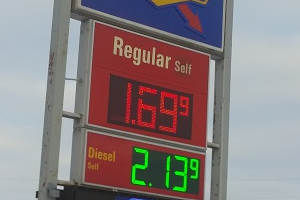 Regular Self
1.69 9
Diesel
Self
2.13 9